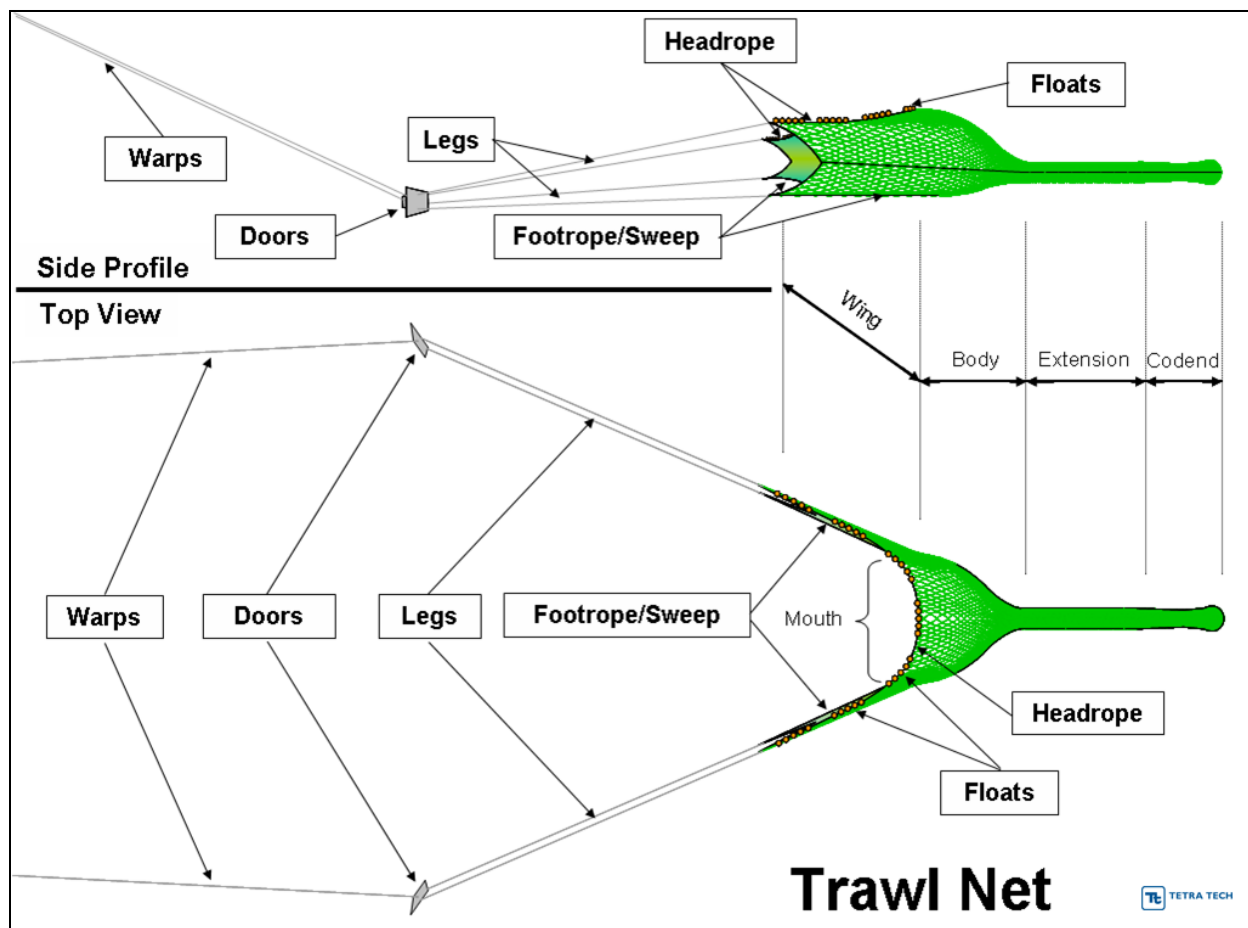 Headrope
Floats
Warps
Legs
Doors
Footrope/Sweep
Side Profile
Top View
Wing
Body
Extension
Codend
Warps
Doors
Legs
Footrope/Sweep
Mouth
Headrope
Floats
Trawl Net
Tt TETRA TECH